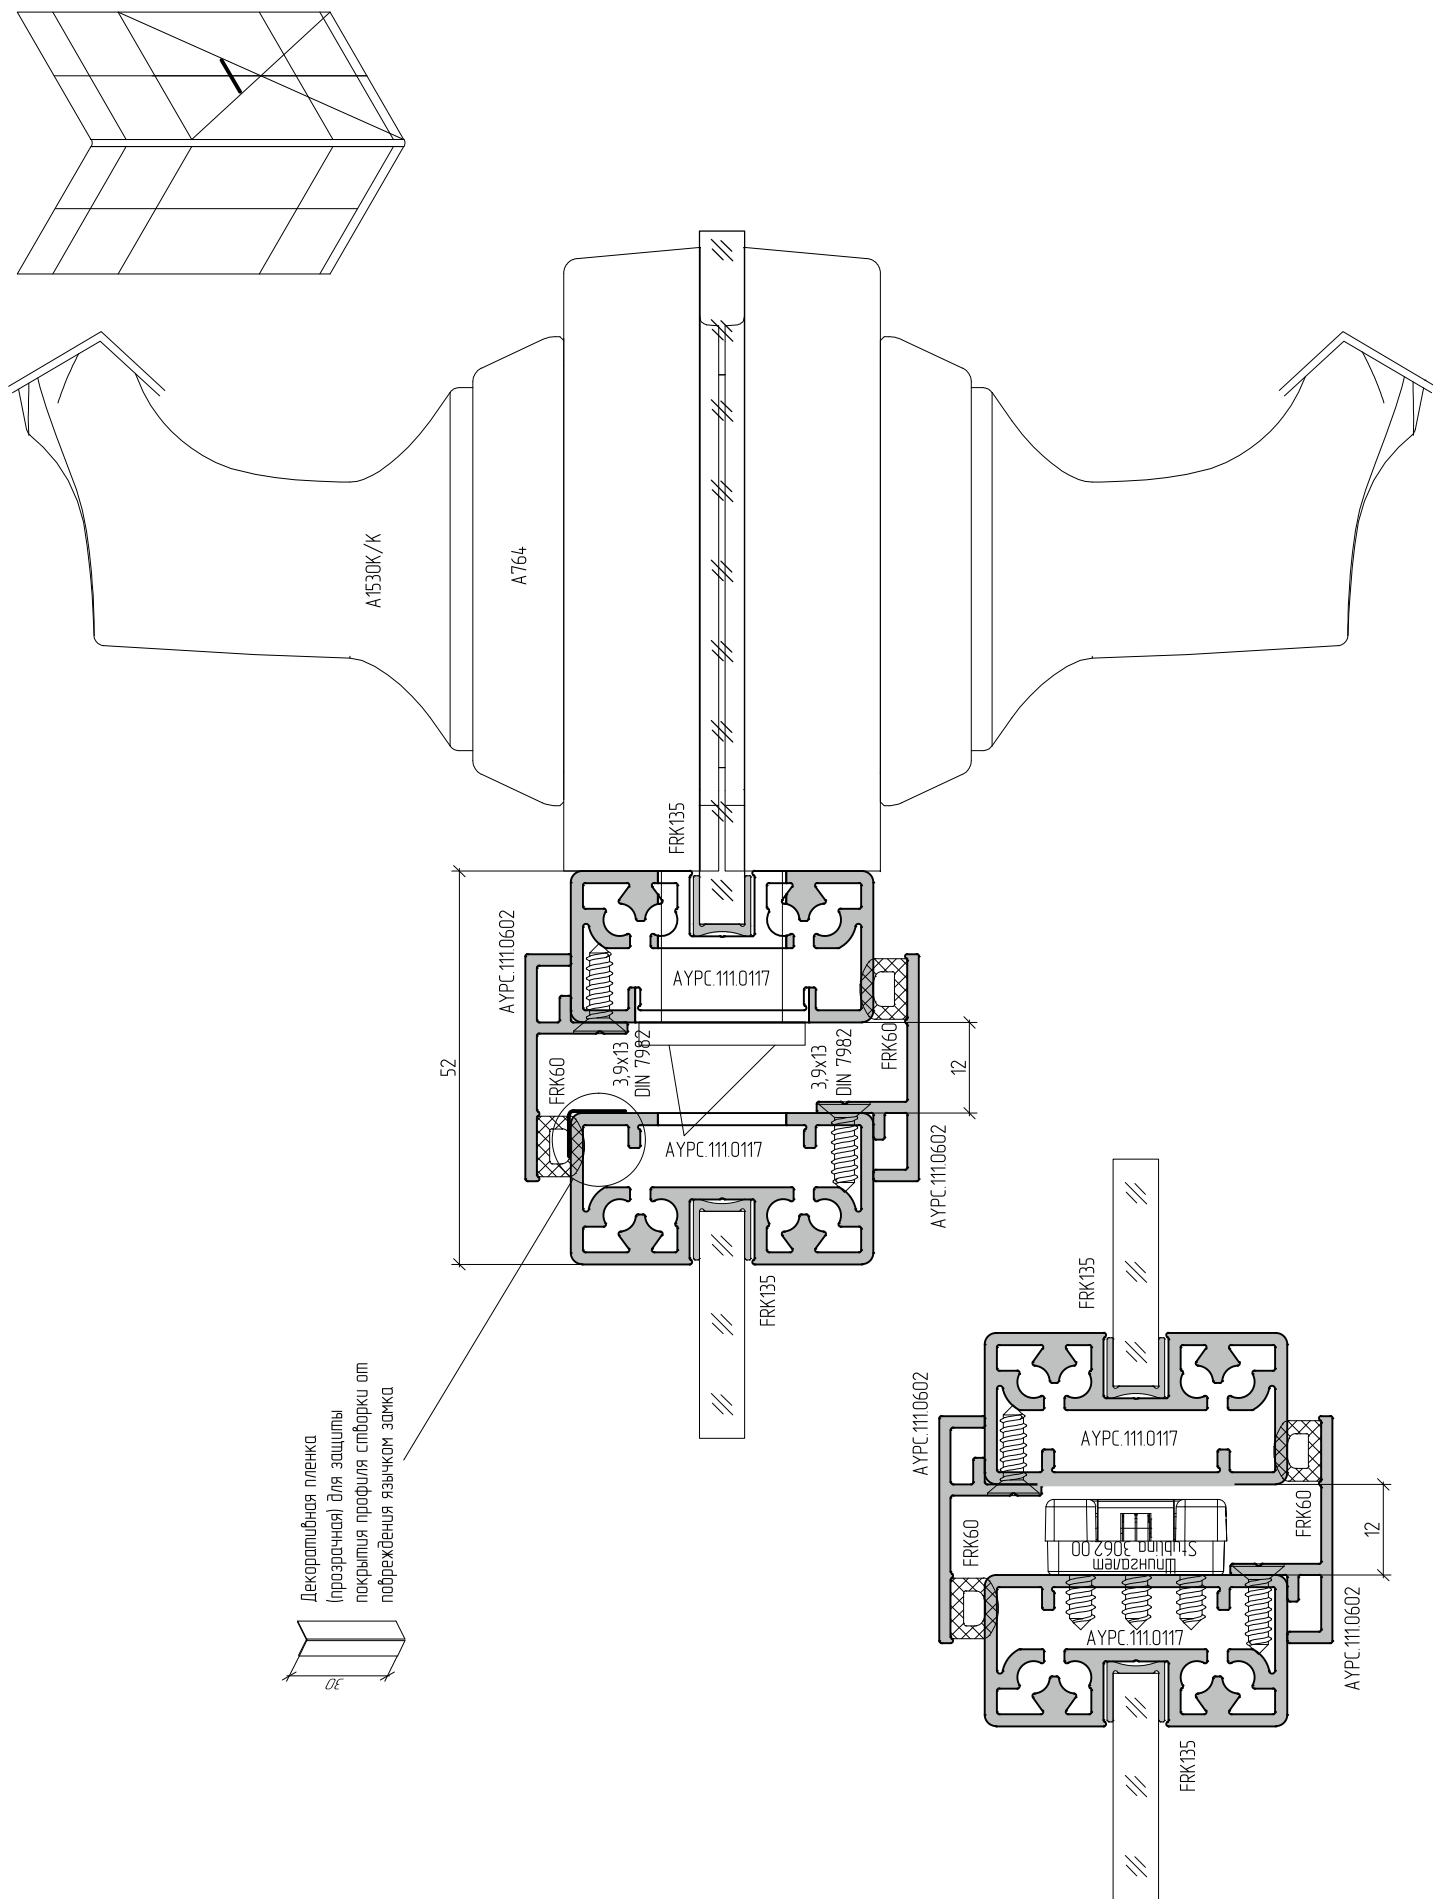 A1530K/K
A764
FRK135
52
AYPC.111.0602
AYPC.111.0117
FRK60
3,9x13
DIN 7982
3,9x13
DIN 7982
FRK60
12
AYPC.111.0117
AYPC.111.0602
FRK135
Декоративная пленка
(прозрачная) для защиты
покрытия профиля створки от
повреждения язычком замка
30
FRK135
AYPC.111.0602
AYPC.111.0117
FRK60
FRK60
12
Шпингалет
Stublina 3062.00
AYPC.111.0117
AYPC.111.0602
FRK135